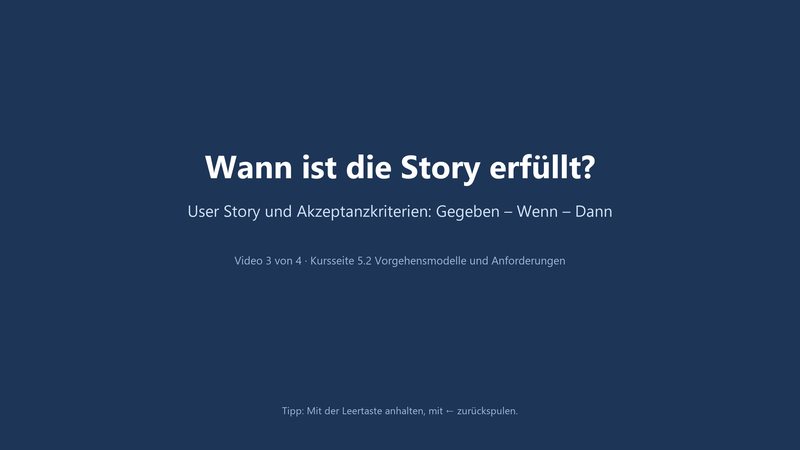 Wann ist die Story erfüllt?
User Story und Akzeptanzkriterien: Gegeben – Wenn – Dann
Video 3 von 4 · Kursseite 5.2 Vorgehensmodelle und Anforderungen
Tipp: Mit der Leertaste anhalten, mit ← zurückspulen.